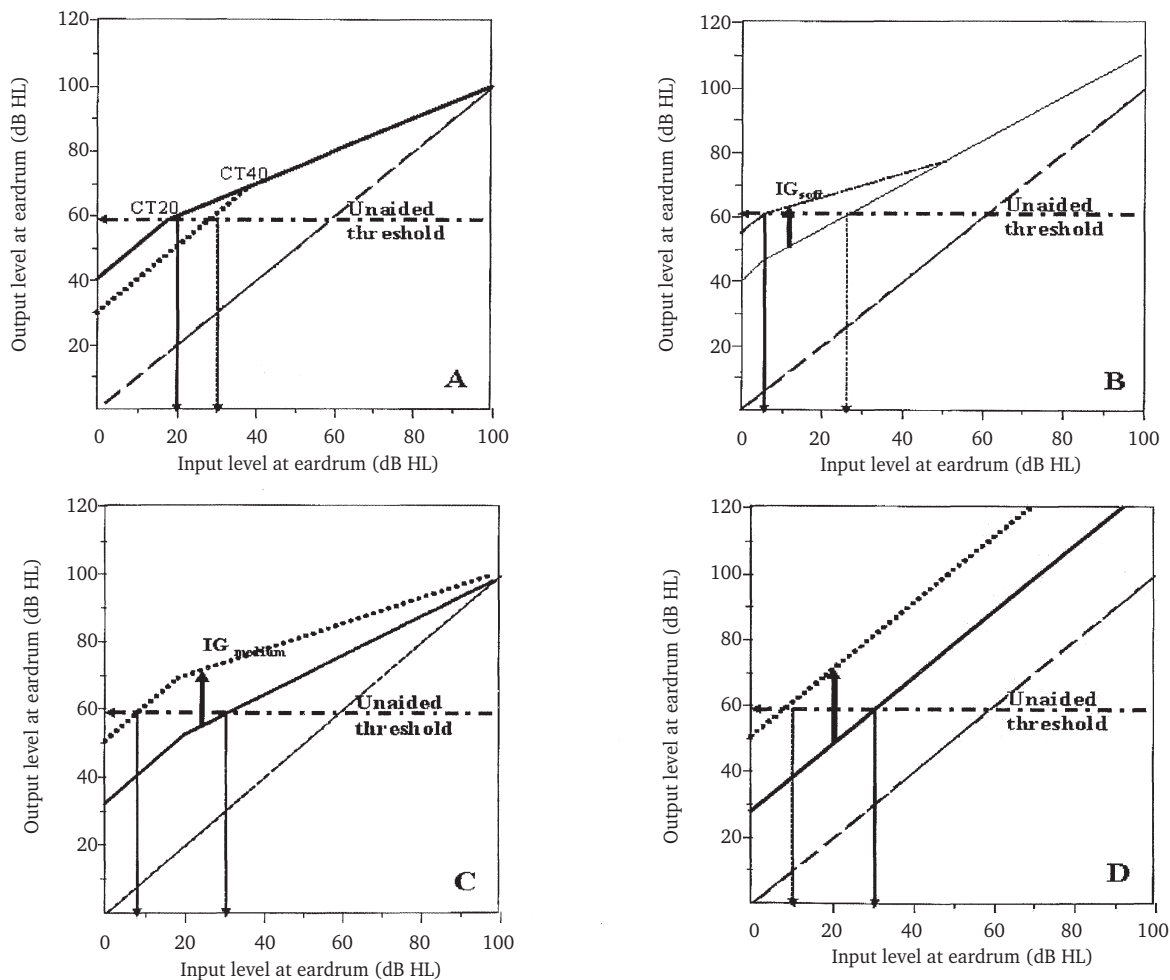 120
100
80
60
40
20
Output level at eardrum (dB HL)
CT40
CT20
Unaided
threshold
A
0 20 40 60 80 100
Input level at eardrum (dB HL)
120
100
80
60
40
20
Output level at eardrum (dB HL)
IG soft
Unaided
threshold
B
0 20 40 60 80 100
Input level at eardrum (dB HL)
120
100
80
60
40
20
Output level at eardrum (dB HL)
IG medium
Unaided
threshold
C
0 20 40 60 80 100
Input level at eardrum (dB HL)
120
100
80
60
40
20
Output level at eardrum (dB HL)
Unaided
threshold
D
0 20 40 60 80 100
Input level at eardrum (dB HL)